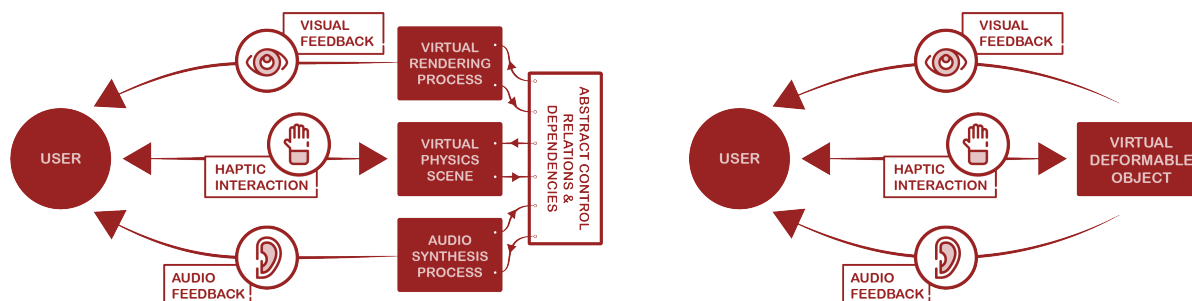 VISUAL
FEEDBACK
VIRTUAL
RENDERING
PROCESS
USER
HAPTIC
INTERACTION
VIRTUAL
PHYSICS
SCENE
ABSTRACT CONTROL
RELATIONS &
DEPENDENCIES
AUDIO
FEEDBACK
AUDIO
SYNTHESIS
PROCESS
VISUAL
FEEDBACK
USER
HAPTIC
INTERACTION
VIRTUAL
DEFORMABLE
OBJECT
AUDIO
FEEDBACK